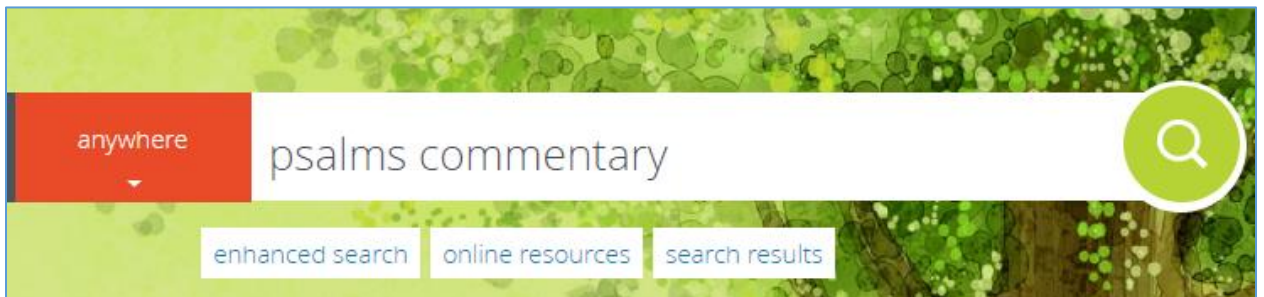 anywhere
psalms commentary
enhanced search online resources search results